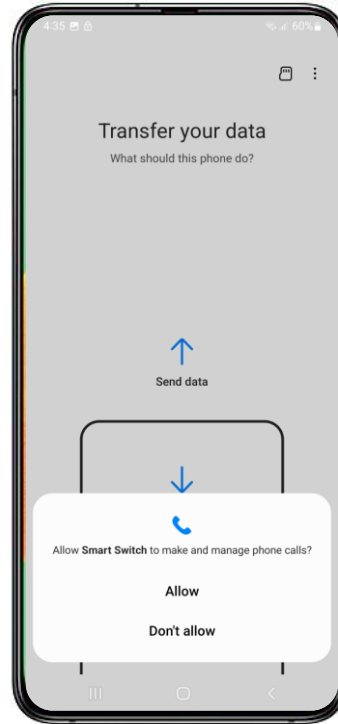 4:35 60%
Transfer your data
What should this phone do?
Send data
Allow Smart Switch to make and manage phone calls?
Allow
Don't allow